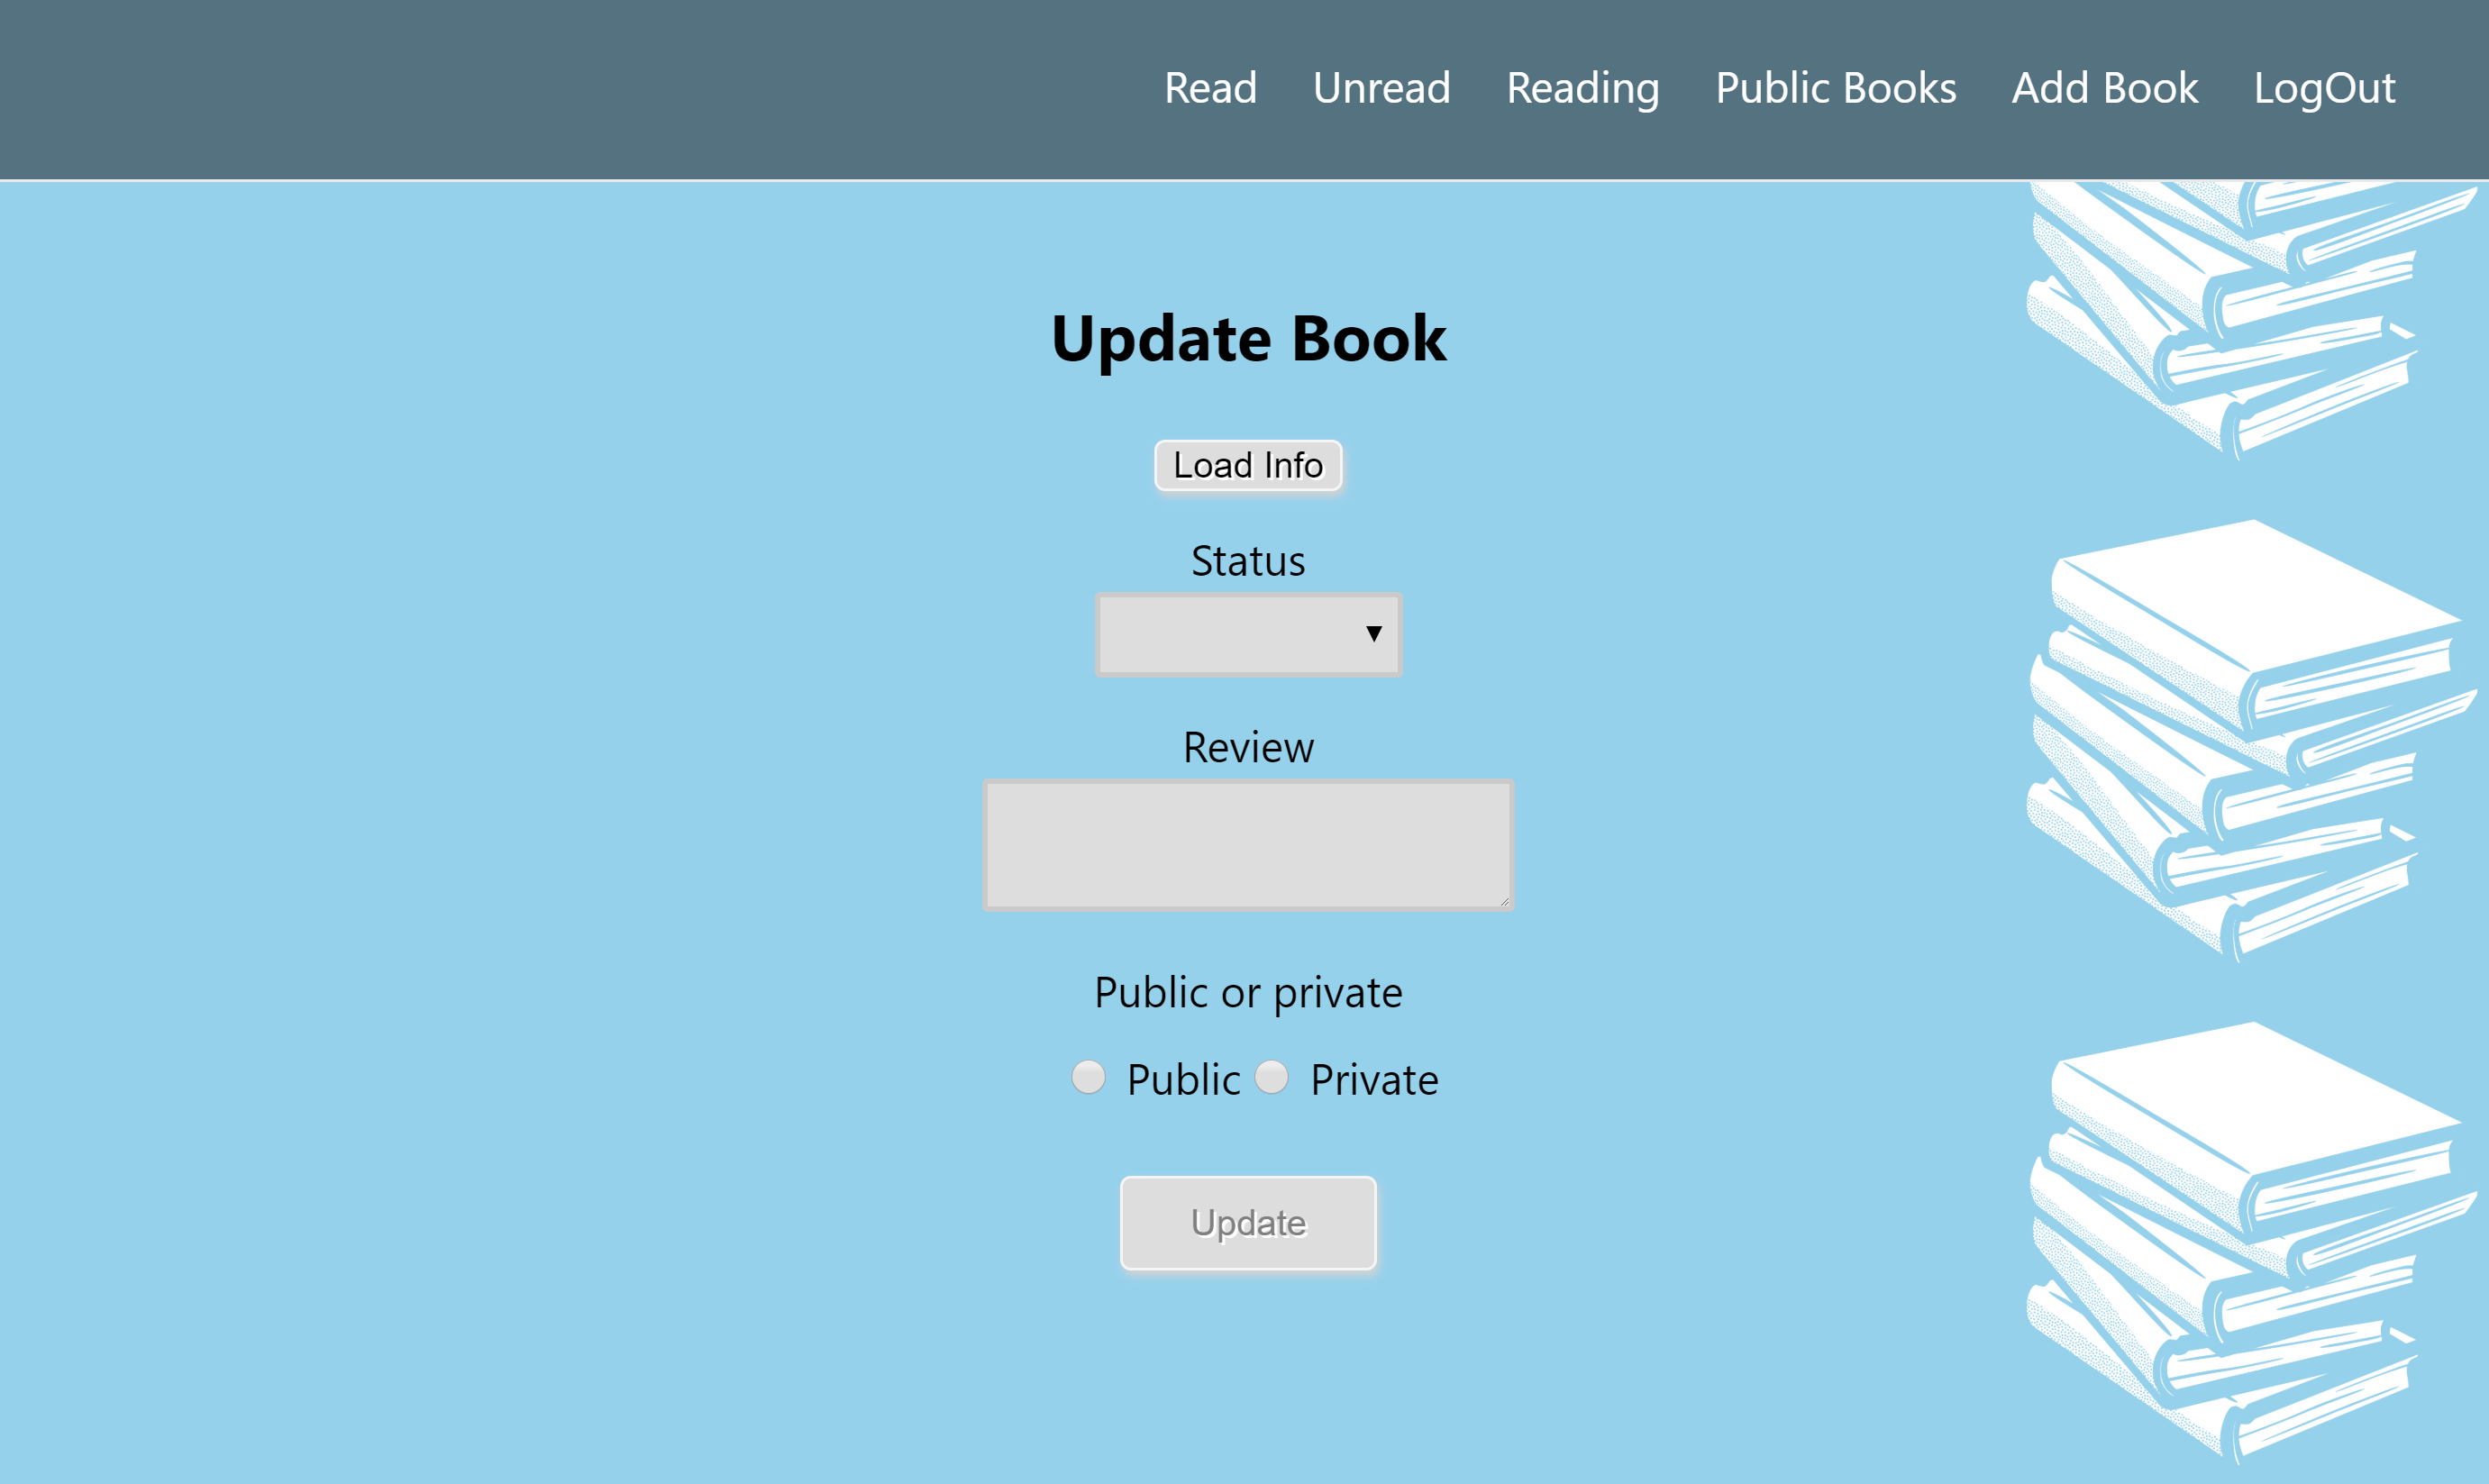 Read Unread Reading Public Books Add Book LogOut
Update Book
Load Info
Status
Review
Public or private
Public Private
Update